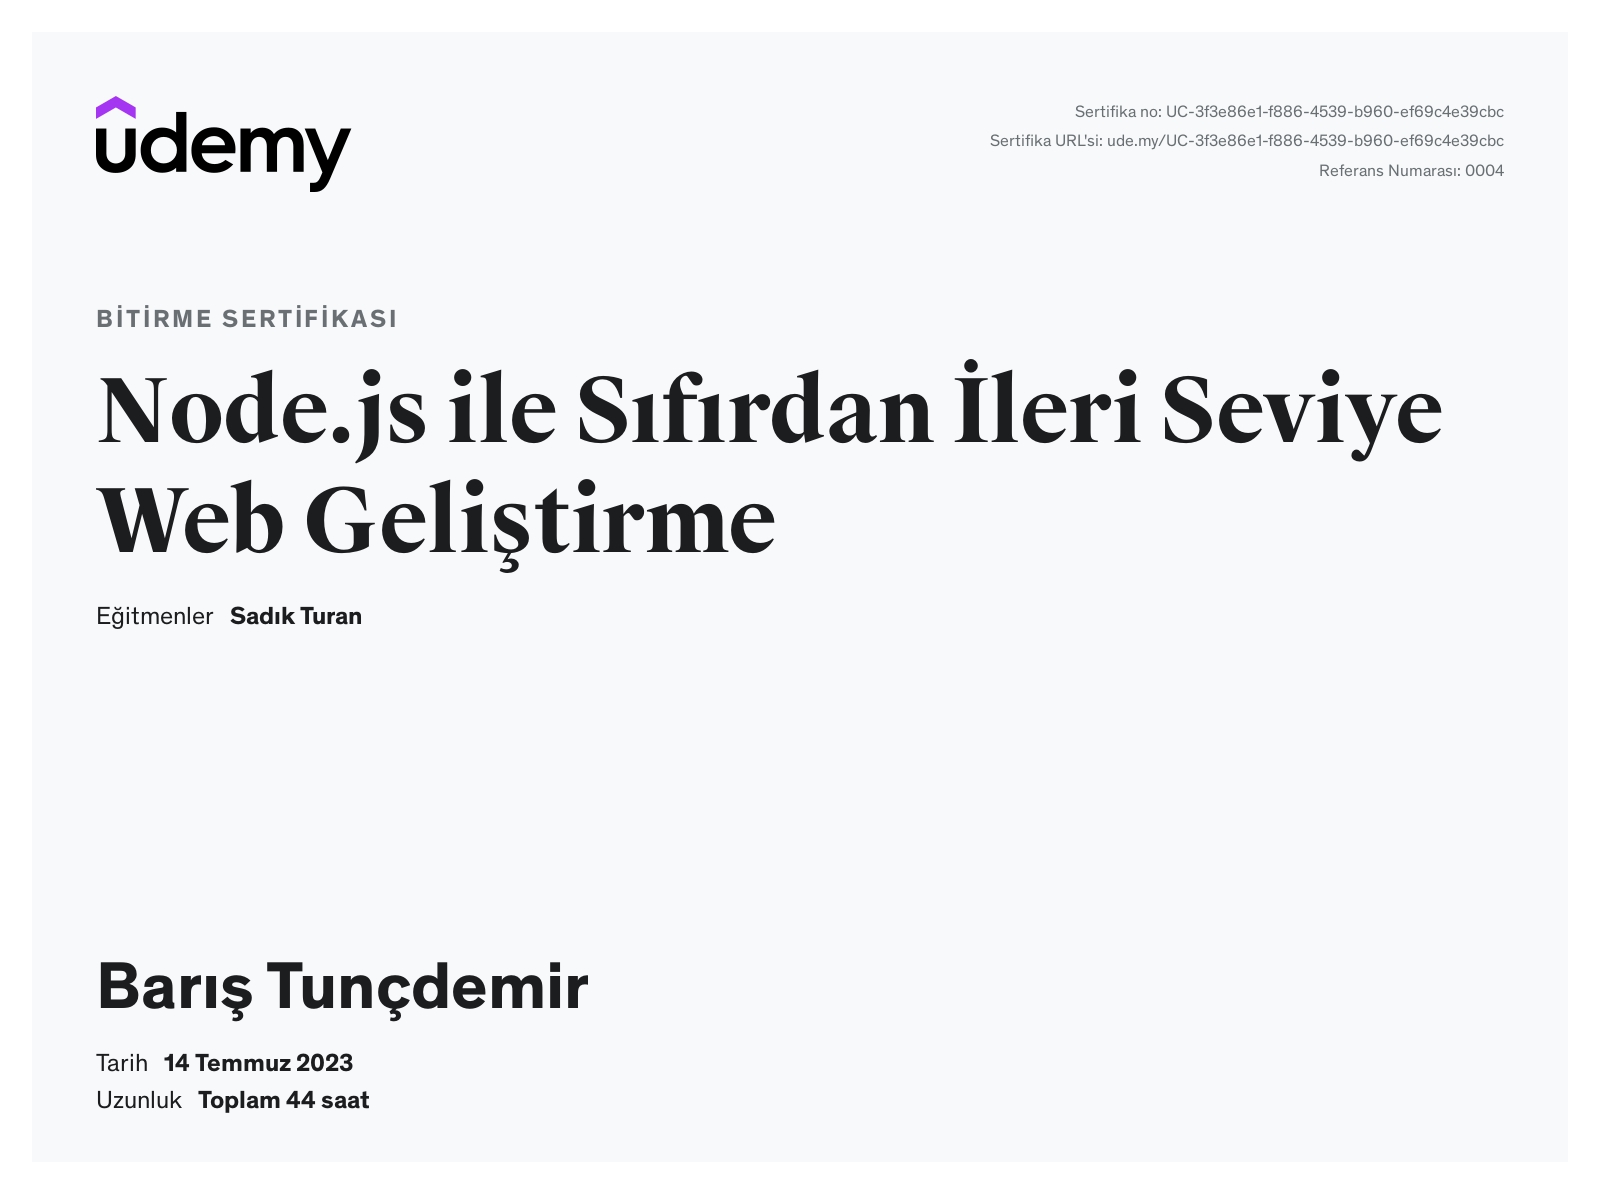 udemy
Sertifika no: UC-3f3e86e1-f886-4539-b960-ef69c4e39cbc
Sertifika URL'si: ude.my/UC-3f3e86e1-f886-4539-b960-ef69c4e39cbc
Referans Numarası: 0004
BİTİRME SERTİFİKASI
Node.js ile Sıfırdan İleri Seviye
Web Geliştirme
Eğitmenler Sadık Turan
Barış Tunçdemir
Tarih 14 Temmuz 2023
Uzunluk Toplam 44 saat